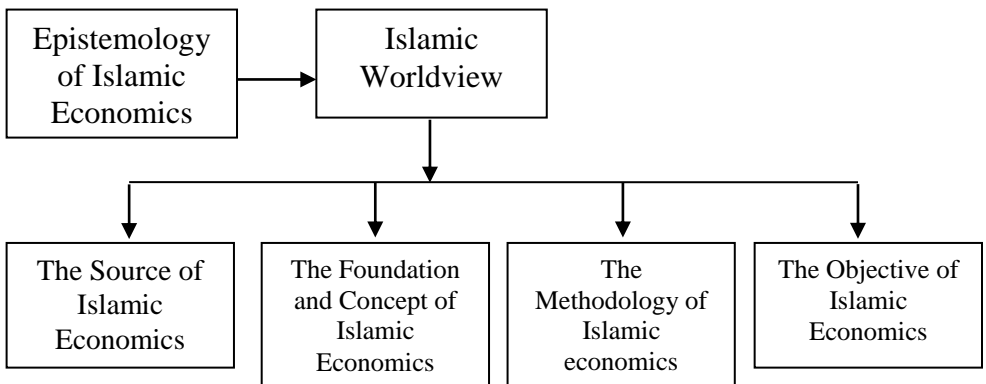 Epistemology
of Islamic
Economics
Islamic
Worldview
The Source of
Islamic
Economics
The Foundation
and Concept of
Islamic
Economics
The
Methodology of
Islamic
economics
The Objective of
Islamic
Economics